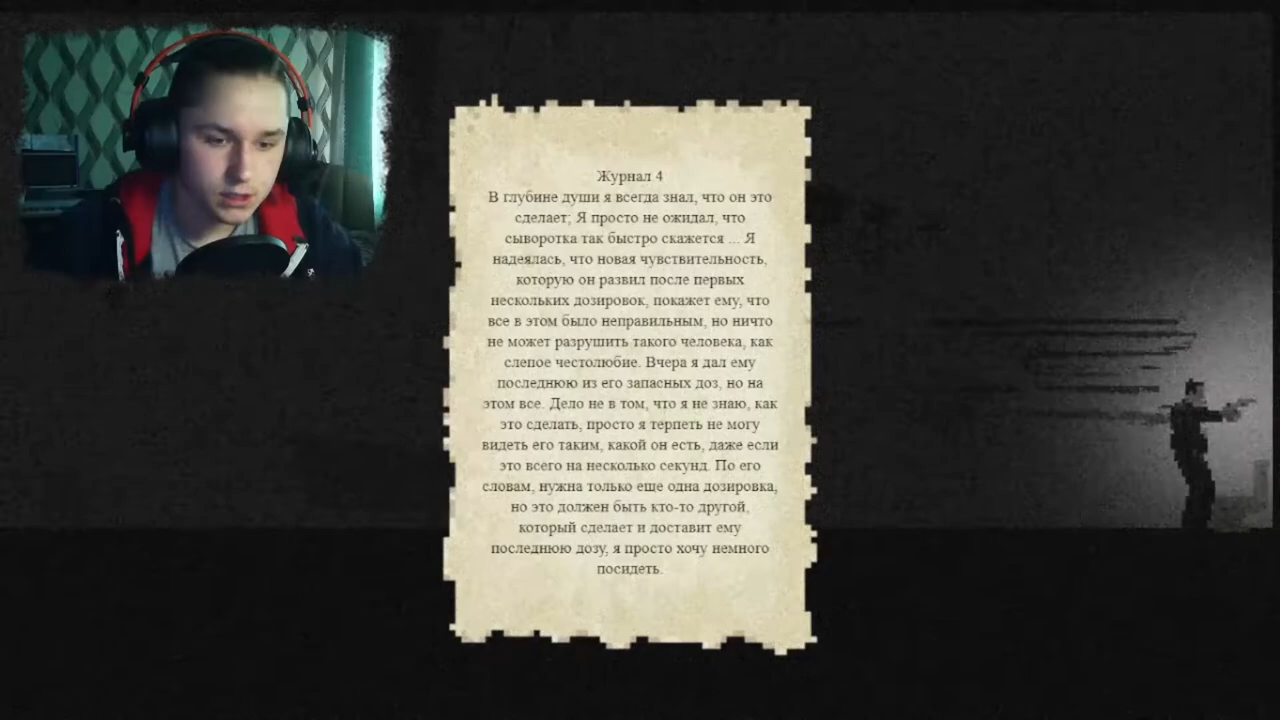 Журнал 4
В глубине души я всегда знал, что он это
сделает; Я просто не ожидал, что
сыворотка так быстро скажется ... Я
надеялась, что новая чувствительность,
которую он развил после первых
нескольких дозировок, покажет ему, что
все в этом было неправильным, но ничто
не может разрушить такого человека, как
слепое честолюбие. Вчера я дал ему
последнюю из его запасных доз, но на
этом все. Дело не в том, что я не знаю, как
это сделать, просто я терпеть не могу
видеть его таким, какой он есть, даже если
это всего на несколько секунд. По его
словам, нужна только еще одна дозировка,
но это должен быть кто-то другой,
который сделает и доставит ему
последнюю дозу, я просто хочу немного
посидеть.